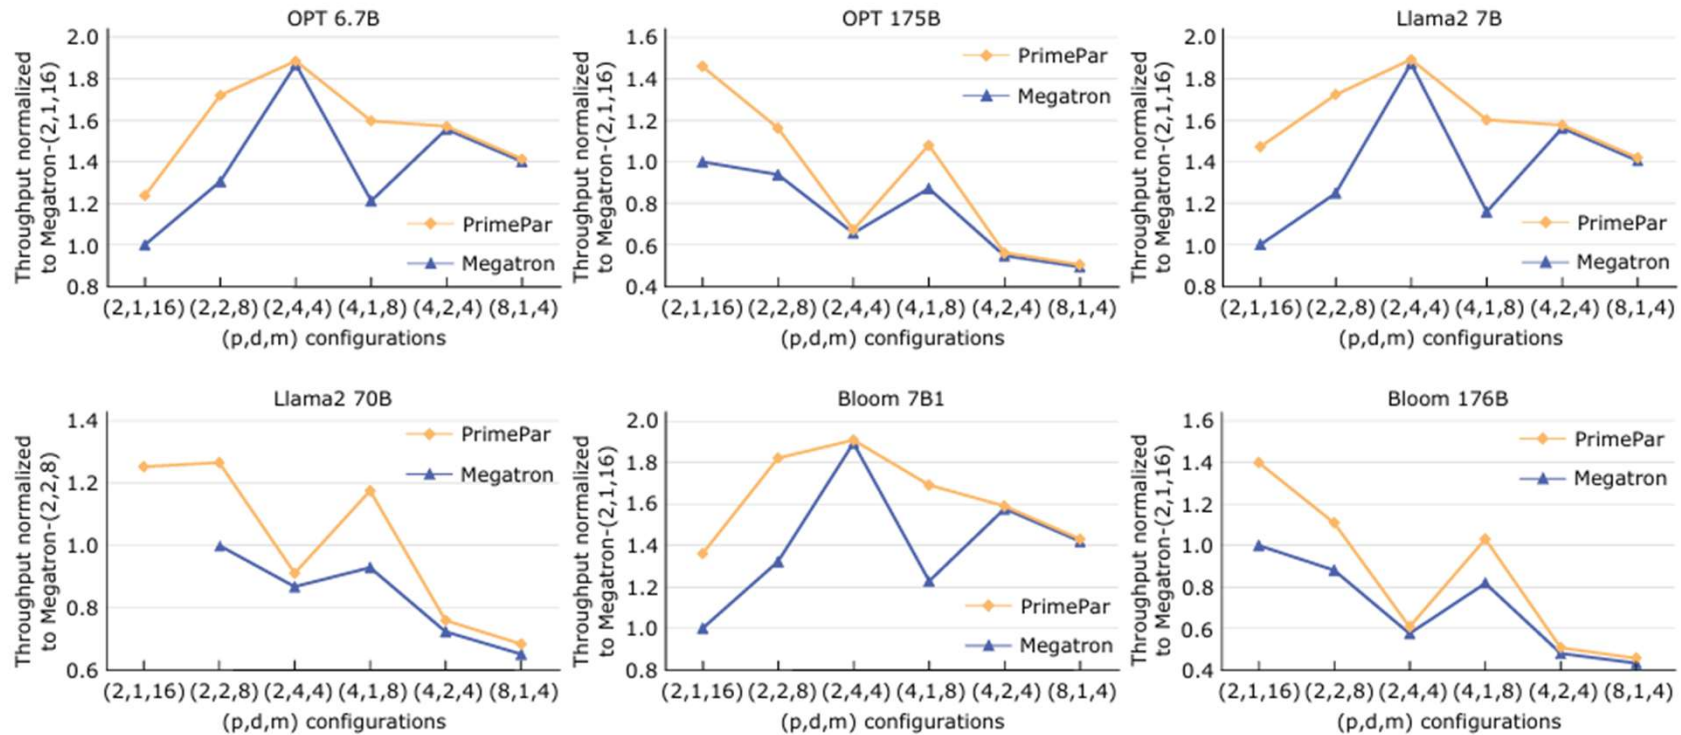 OPT 6.7B
Throughput normalized
to Megatron-(2,1,16)
2.0
1.8
1.6
1.4
1.2
1.0
0.8
PrimePar
Megatron
(2,1,16) (2,2,8) (2,4,4) (4,1,8) (4,2,4) (8,1,4)
(p,d,m) configurations
OPT 175B
Throughput normalized
to Megatron-(2,1,16)
1.6
1.4
1.2
1.0
0.8
0.6
0.4
PrimePar
Megatron
(2,1,16) (2,2,8) (2,4,4) (4,1,8) (4,2,4) (8,1,4)
(p,d,m) configurations
Llama2 7B
Throughput normalized
to Megatron-(2,1,16)
2.0
1.8
1.6
1.4
1.2
1.0
0.8
PrimePar
Megatron
(2,1,16) (2,2,8) (2,4,4) (4,1,8) (4,2,4) (8,1,4)
(p,d,m) configurations
Llama2 70B
Throughput normalized
to Megatron-(2,2,8)
1.4
1.2
1.0
0.8
0.6
PrimePar
Megatron
(2,1,16) (2,2,8) (2,4,4) (4,1,8) (4,2,4) (8,1,4)
(p,d,m) configurations
Bloom 7B1
Throughput normalized
to Megatron-(2,1,16)
2.0
1.8
1.6
1.4
1.2
1.0
0.8
PrimePar
Megatron
(2,1,16) (2,2,8) (2,4,4) (4,1,8) (4,2,4) (8,1,4)
(p,d,m) configurations
Bloom 176B
Throughput normalized
to Megatron-(2,1,16)
1.6
1.4
1.2
1.0
0.8
0.6
0.4
PrimePar
Megatron
(2,1,16) (2,2,8) (2,4,4) (4,1,8) (4,2,4) (8,1,4)
(p,d,m) configurations